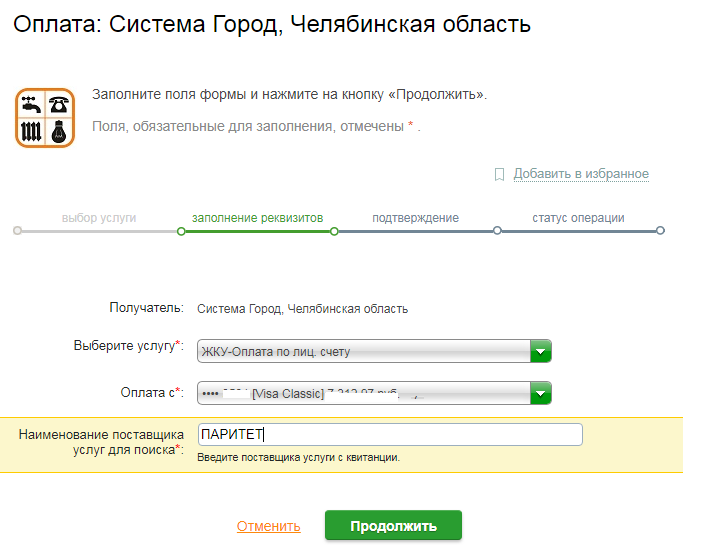 Оплата: Система Город, Челябинская область
Заполните поля формы и нажмите на кнопку «Продолжить».
Поля, обязательные для заполнения, отмечены * .
Добавить в избранное
выбор услуги
заполнение реквизитов
подтверждение
статус операции
Получатель: Система Город, Челябинская область
Выберите услугу*: ЖКУ-Оплата по лиц. счету
Оплата с*: •••• [Visa Classic]
Наименование поставщика
услуг для поиска*: ПАРИТЕТ
Введите поставщика услуги с квитанции.
Отменить Продолжить